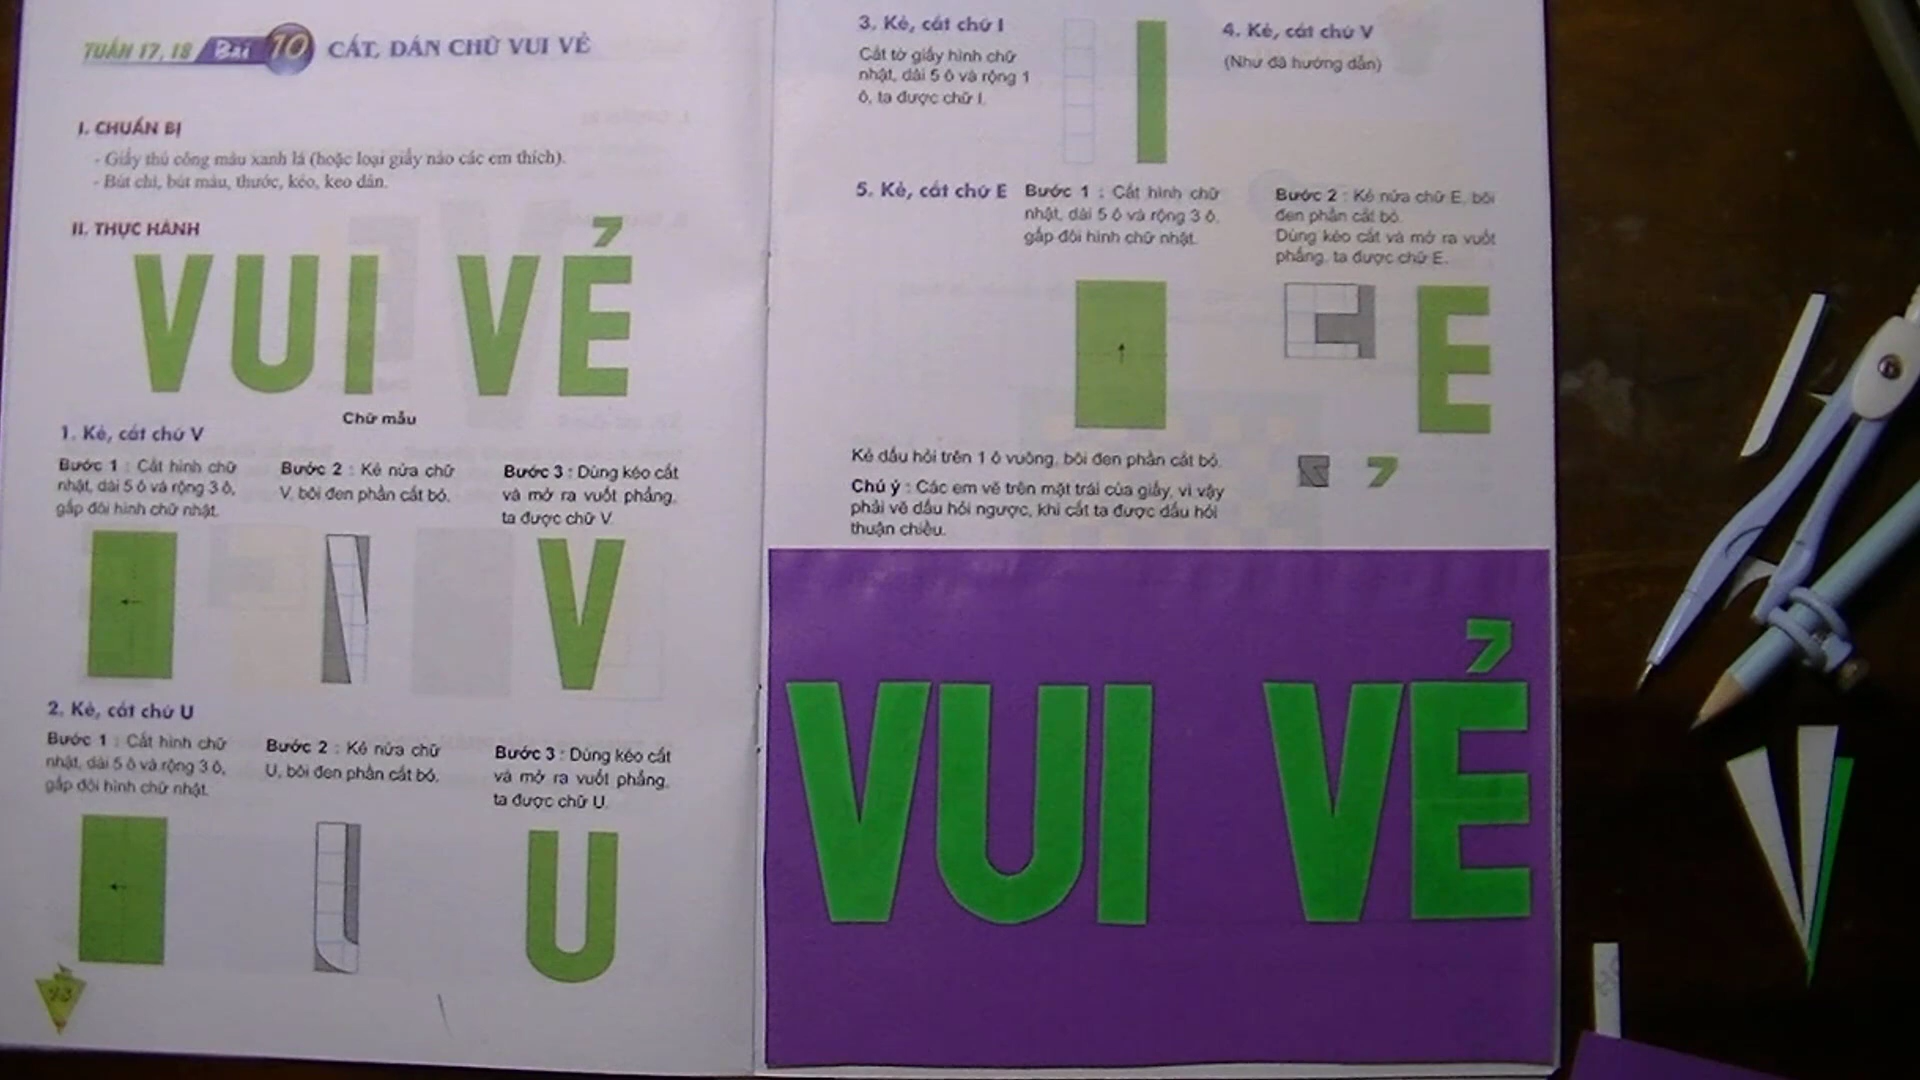 TUẦN 17, 18 Bài 10 CẮT, DÁN CHỮ VUI VẺ
I. CHUẨN BỊ
- Giấy thủ công màu xanh lá (hoặc loại giấy nào các em thích).
- Bút chì, bút màu, thước, kéo, keo dán.
II. THỰC HÀNH
VUI VẺ
Chữ mẫu
1. Kẻ, cắt chữ V
Bước 1 : Cắt hình chữ
nhật, dài 5 ô và rộng 3 ô,
gấp đôi hình chữ nhật.
Bước 2 : Kẻ nửa chữ
V, bôi đen phần cắt bỏ.
Bước 3 : Dùng kéo cắt
và mở ra vuốt phẳng,
ta được chữ V.
2. Kẻ, cắt chữ U
Bước 1 : Cắt hình chữ
nhật, dài 5 ô và rộng 3 ô,
gấp đôi hình chữ nhật.
Bước 2 : Kẻ nửa chữ
U, bôi đen phần cắt bỏ.
Bước 3 : Dùng kéo cắt
và mở ra vuốt phẳng,
ta được chữ U.
V
U
3. Kẻ, cắt chữ I
Cắt tờ giấy hình chữ
nhật, dài 5 ô và rộng 1
ô, ta được chữ I.
I
4. Kẻ, cắt chữ V
(Như đã hướng dẫn)
5. Kẻ, cắt chữ E
Bước 1 : Cắt hình chữ
nhật, dài 5 ô và rộng 3 ô,
gấp đôi hình chữ nhật.
Bước 2 : Kẻ nửa chữ E, bôi
đen phần cắt bỏ.
Dùng kéo cắt và mở ra vuốt
phẳng, ta được chữ E.
E
Kẻ dấu hỏi trên 1 ô vuông, bôi đen phần cắt bỏ.
Chú ý : Các em vẽ trên mặt trái của giấy, vì vậy
phải vẽ dấu hỏi ngược, khi cắt ta được dấu hỏi
thuận chiều.
VUI VẺ